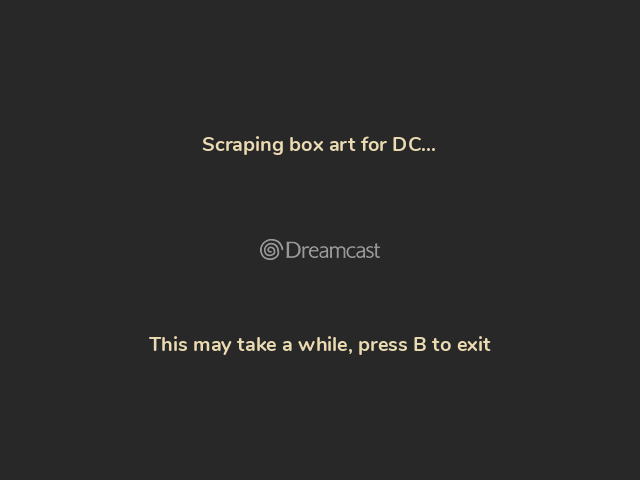 Scraping box art for DC...
Dreamcast
This may take a while, press B to exit